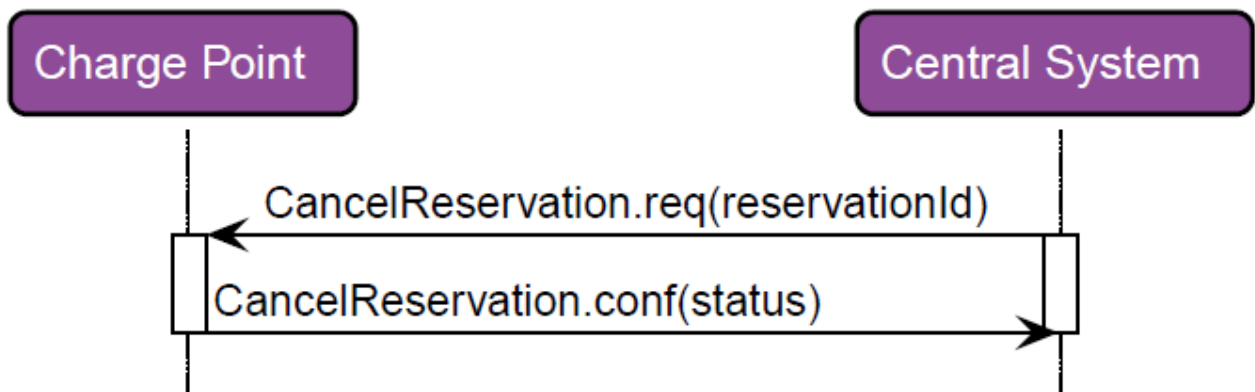 Charge Point
Central System
CancelReservation.req(reservationId)
CancelReservation.conf(status)